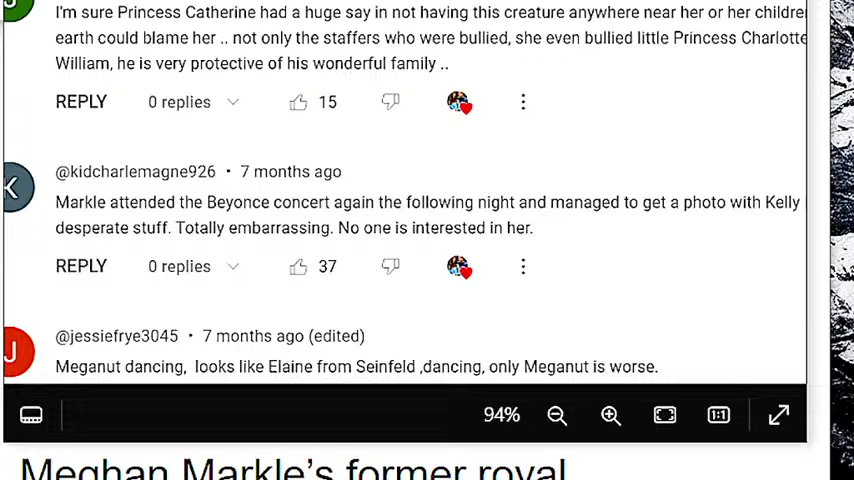 I'm sure Princess Catherine had a huge say in not having this creature anywhere near her or her children
earth could blame her .. not only the staffers who were bullied, she even bullied little Princess Charlotte
William, he is very protective of his wonderful family ..
REPLY 0 replies 15
K
@kidcharlemagne926 • 7 months ago
Markle attended the Beyonce concert again the following night and managed to get a photo with Kelly
desperate stuff. Totally embarrassing. No one is interested in her.
REPLY 0 replies 37
J
@jessiefrye3045 • 7 months ago (edited)
Meganut dancing, looks like Elaine from Seinfeld ,dancing, only Meganut is worse.
94% 1:1
Meghan Markle's former royal